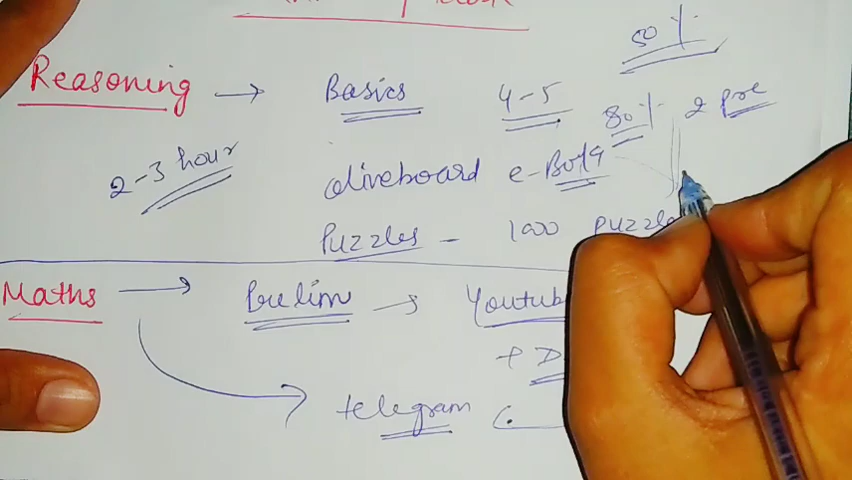 50 %
Reasoning → Basics 4-5
80 % 2 pre
2-3 hour
oliveboard e-Book
Puzzles - 1000 puzzle
Maths → Prelim → Youtub
+ D
telegram (.